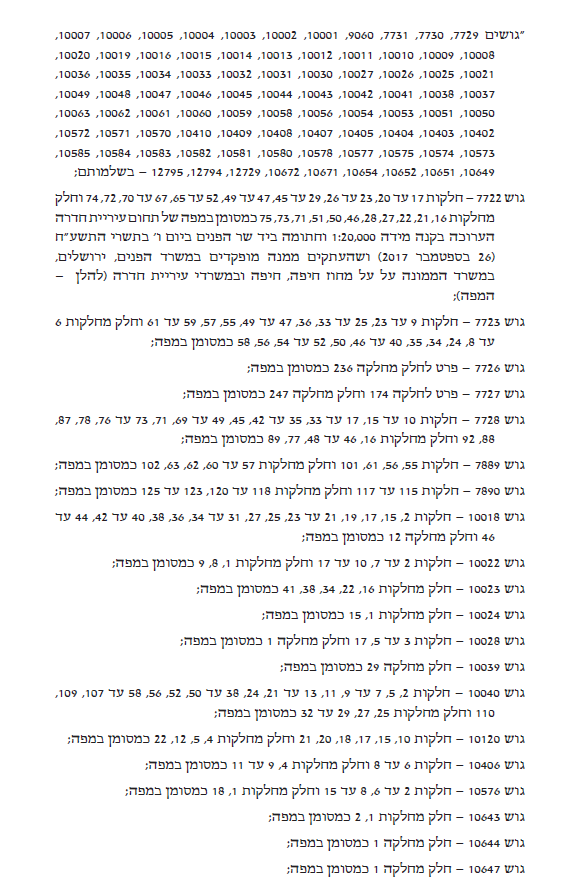 "גושים 7729, 7730, 7731, 9060, 10001, 10002, 10003, 10004, 10005, 10006, 10007,
10008, 10009, 10010, 10011, 10012, 10013, 10014, 10015, 10016, 10019, 10020,
10021, 10025, 10026, 10027, 10030, 10031, 10032, 10033, 10034, 10035, 10036,
10037, 10038, 10041, 10042, 10043, 10044, 10045, 10046, 10047, 10048, 10049,
10050, 10051, 10053, 10054, 10056, 10058, 10059, 10060, 10061, 10062, 10063,
10402, 10403, 10404, 10405, 10407, 10408, 10409, 10410, 10570, 10571, 10572,
10573, 10574, 10575, 10577, 10578, 10580, 10581, 10582, 10583, 10584, 10585,
10649, 10651, 10652, 10654, 10671, 10672, 12729, 12794, 12795 – בשלמותם;
גוש 7722 – חלקות 17 עד 20, 23 עד 26, 29 עד 45, 47 עד 49, 52 עד 65, 67 עד 70, 72, 74 וחלק
מחלקות 16, 21, 22, 27, 28, 46, 50, 51, 71, 73, 75 כמסומן במפה של תחום עיריית חדרה
הערוכה בקנה מידה 1:20,000 וחתומה ביד שר הפנים ביום ו' בתשרי התשע"ח
(26 בספטמבר 2017) ושהעתקים ממנה מופקדים במשרד הפנים, ירושלים,
במשרד הממונה על על מחוז חיפה, חיפה ובמשרדי עיריית חדרה (להלן –
המפה);
גוש 7723 – חלקות 9 עד 23, 25 עד 33, 36, 47 עד 49, 55, 57, 59 עד 61 וחלק מחלקות 6
עד 8, 24, 34, 35, 40 עד 46, 50, 52 עד 54, 56, 58 כמסומן במפה;
גוש 7726 – פרט לחלק מחלקה 236 כמסומן במפה;
גוש 7727 – פרט לחלקה 174 וחלק מחלקה 247 כמסומן במפה;
גוש 7728 – חלקות 10 עד 15, 17 עד 33, 35 עד 42, 45, 49 עד 69, 71, 73 עד 76, 78, 87,
88, 92 וחלק מחלקות 16, 46 עד 48, 77, 89 כמסומן במפה;
גוש 7889 – חלקות 55, 56, 61, 101 וחלק מחלקות 57 עד 60, 62, 63, 102 כמסומן במפה;
גוש 7890 – חלקות 115 עד 117 וחלק מחלקות 118 עד 120, 123 עד 125 כמסומן במפה;
גוש 10018 – חלקות 2, 15, 17, 19, 21 עד 23, 25, 27, 31 עד 34, 36, 38, 40 עד 42, 44 עד
46 וחלק מחלקה 12 כמסומן במפה;
גוש 10022 – חלקות 2 עד 7, 10 עד 17 וחלק מחלקות 1, 8, 9 כמסומן במפה;
גוש 10023 – חלק מחלקות 16, 22, 34, 38, 41 כמסומן במפה;
גוש 10024 – חלק מחלקות 1, 15 כמסומן במפה;
גוש 10028 – חלקות 3 עד 5, 17 וחלק מחלקה 1 כמסומן במפה;
גוש 10039 – חלק מחלקה 29 כמסומן במפה;
גוש 10040 – חלקות 2, 5, 7 עד 9, 11, 13 עד 21, 24, 38 עד 50, 52, 56, 58 עד 107, 109,
110 וחלק מחלקות 25, 27, 29 עד 32 כמסומן במפה;
גוש 10120 – חלקות 10, 15, 17, 18, 20, 21 וחלק מחלקות 4, 5, 12, 22 כמסומן במפה;
גוש 10406 – חלקות 6 עד 8 וחלק מחלקות 4, 9 עד 11 כמסומן במפה;
גוש 10576 – חלקות 2 עד 6, 8 עד 15 וחלק מחלקות 1, 18 כמסומן במפה;
גוש 10643 – חלק מחלקות 1, 2 כמסומן במפה;
גוש 10644 – חלק מחלקה 1 כמסומן במפה;
גוש 10647 – חלק מחלקה 1 כמסומן במפה;